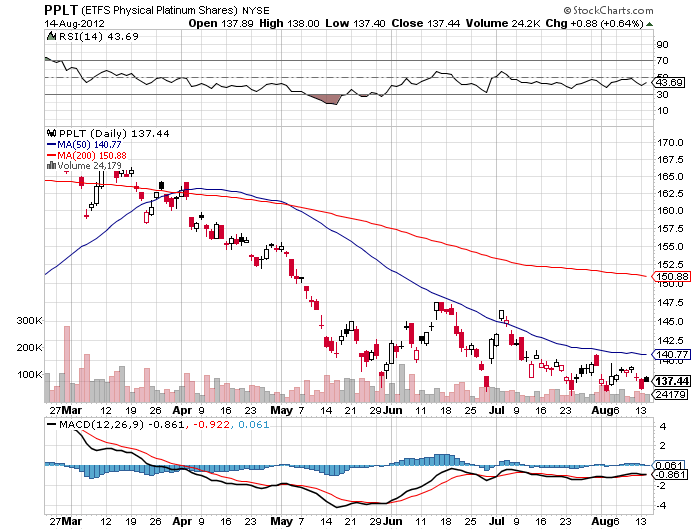 PPLT (ETFS Physical Platinum Shares) NYSE © StockCharts.com
14-Aug-2012 Open 137.89 High 138.00 Low 137.40 Close 137.44 Volume 24.2K Chg +0.88 (+0.64%)
RSI(14) 43.69
90
70
50
43.69
30
10
PPLT (Daily) 137.44
MA(50) 140.77
MA(200) 150.88
Volume 24,179
170.0
167.5
165.0
162.5
160.0
157.5
155.0
152.5
150.88
150.0
147.5
145.0
142.5
140.77
137.44
24179
300K
200K
100K
27 Mar 12 19 26 Apr 9 16 23 May 7 14 21 29 Jun 11 18 25 Jul 9 16 23 Aug 6 13
MACD(12,26,9) -0.861, -0.922, 0.061
4
2
0.061
-0.861
-2
-4
27 Mar 12 19 26 Apr 9 16 23 May 7 14 21 29 Jun 11 18 25 Jul 9 16 23 Aug 6 13